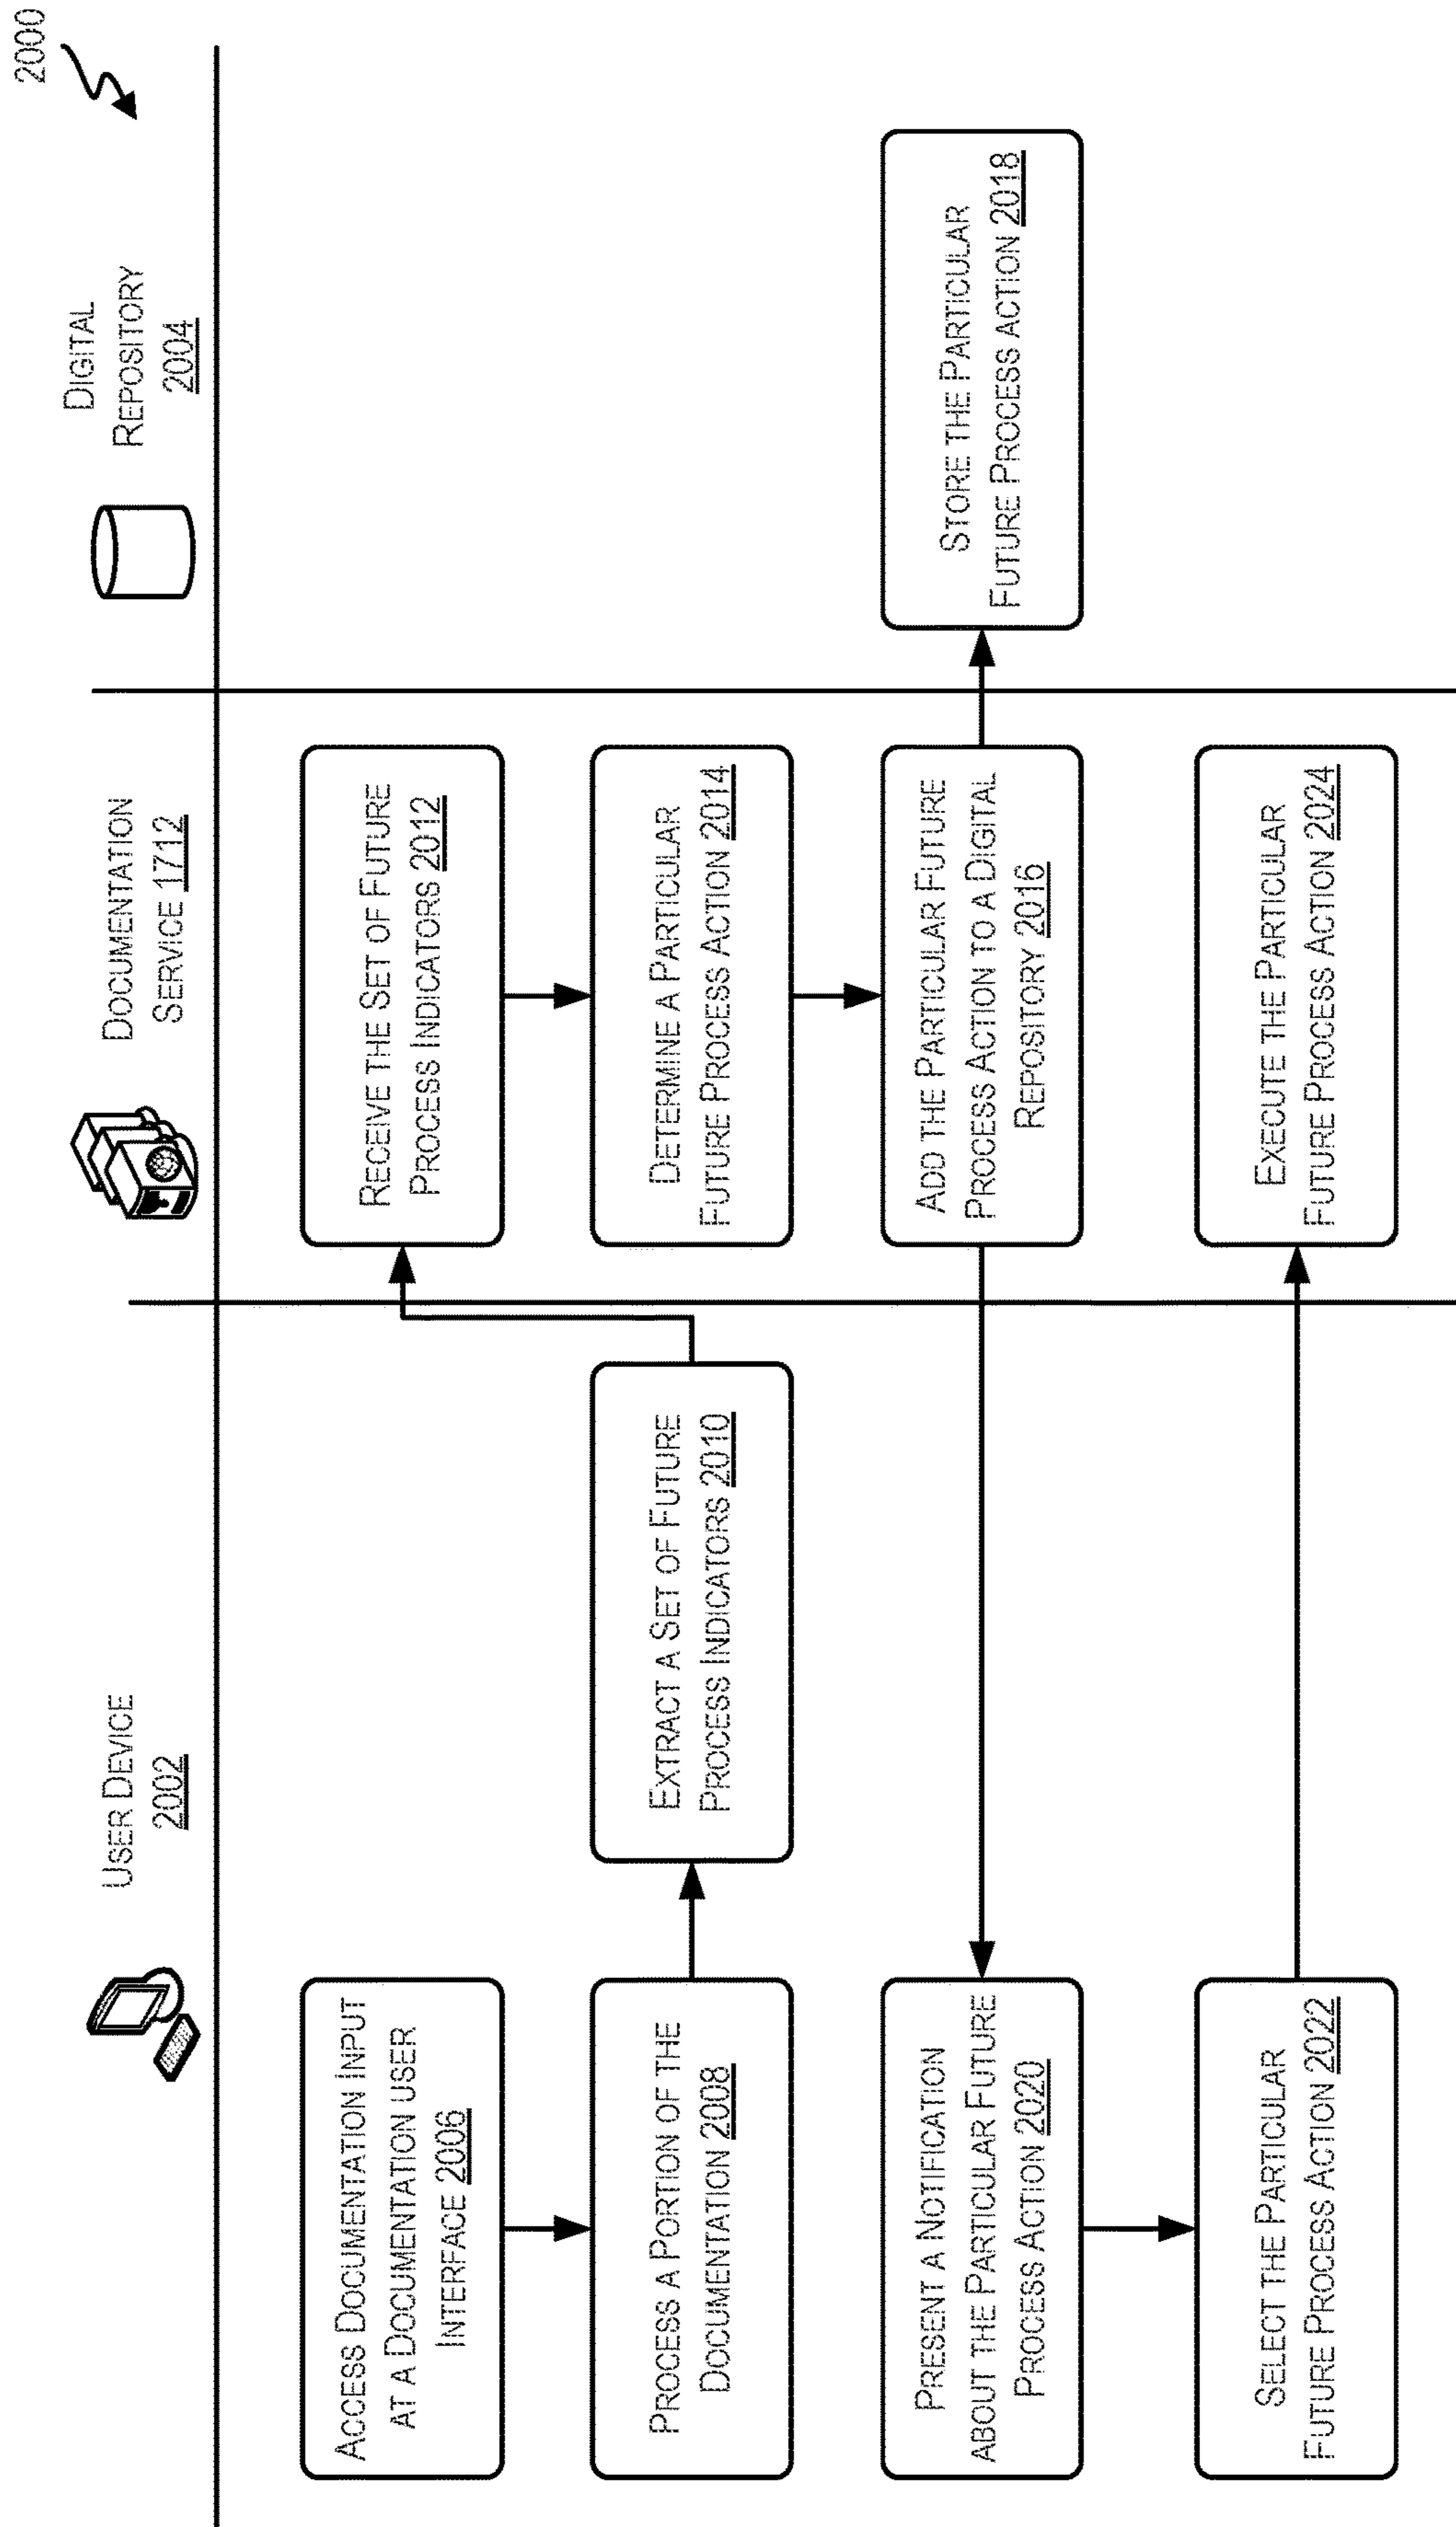 2000
USER DEVICE
2002
DOCUMENTATION
SERVICE 1712
DIGITAL
REPOSITORY
2004
ACCESS DOCUMENTATION INPUT
AT A DOCUMENTATION USER
INTERFACE 2006
PROCESS A PORTION OF THE
DOCUMENTATION 2008
EXTRACT A SET OF FUTURE
PROCESS INDICATORS 2010
RECEIVE THE SET OF FUTURE
PROCESS INDICATORS 2012
DETERMINE A PARTICULAR
FUTURE PROCESS ACTION 2014
ADD THE PARTICULAR FUTURE
PROCESS ACTION TO A DIGITAL
REPOSITORY 2016
STORE THE PARTICULAR
FUTURE PROCESS ACTION 2018
PRESENT A NOTIFICATION
ABOUT THE PARTICULAR FUTURE
PROCESS ACTION 2020
SELECT THE PARTICULAR
FUTURE PROCESS ACTION 2022
EXECUTE THE PARTICULAR
FUTURE PROCESS ACTION 2024